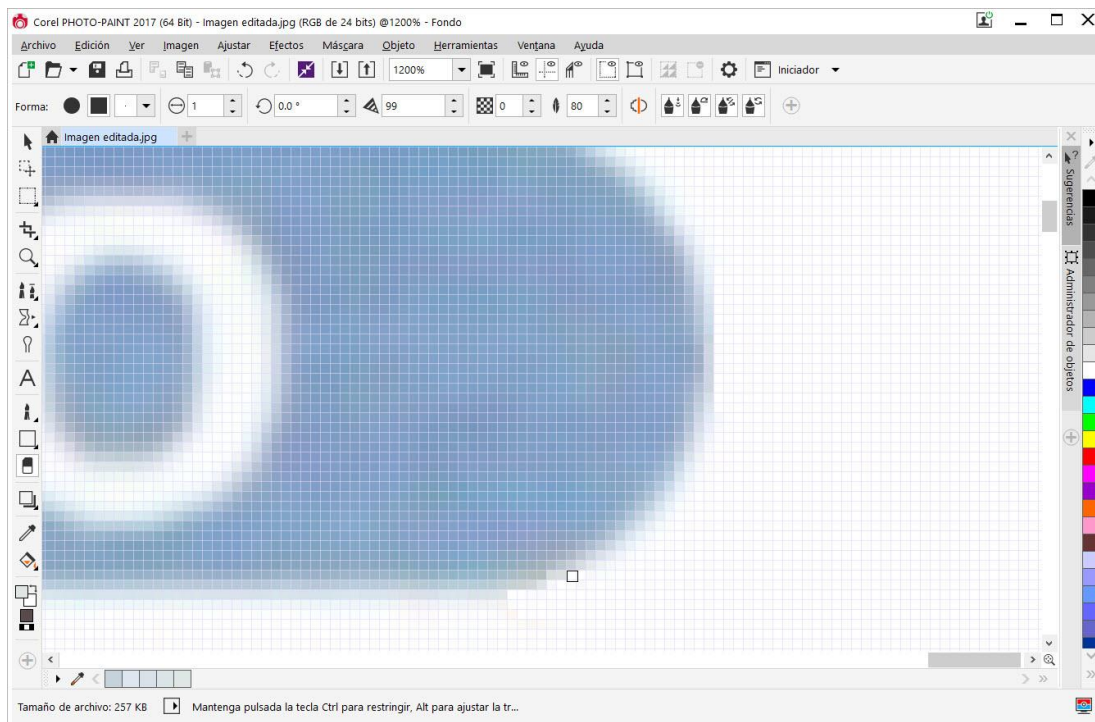 Corel PHOTO-PAINT 2017 (64 Bit) - Imagen editada.jpg (RGB de 24 bits) @1200% - Fondo
Archivo Edición Ver Imagen Ajustar Efectos Máscara Objeto Herramientas Ventana Ayuda
1200% Iniciador
Forma: 1 0.0 ° 99 0 80
Imagen editada.jpg
Sugerencias
Administrador de objetos
Tamaño de archivo: 257 KB Mantenga pulsada la tecla Ctrl para restringir, Alt para ajustar la tr...